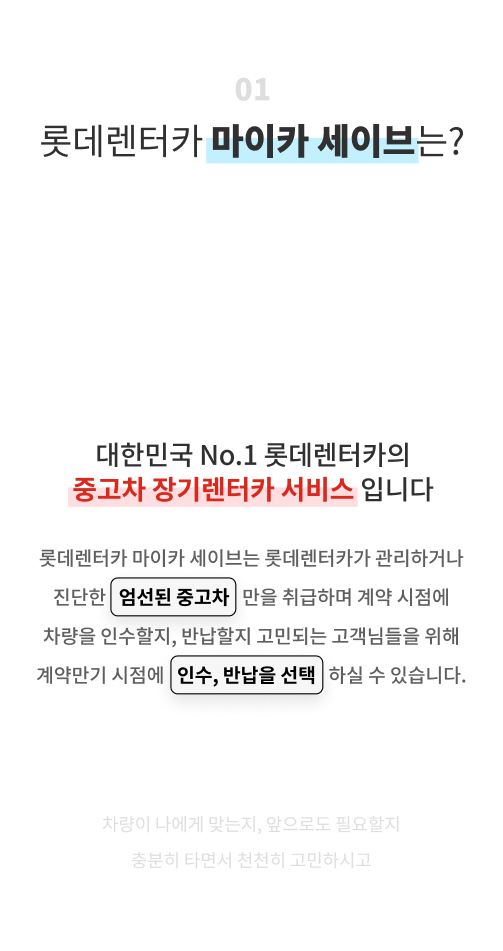 01
롯데렌터카 마이카 세이브는?
대한민국 No.1 롯데렌터카의
중고차 장기렌터카 서비스 입니다
롯데렌터카 마이카 세이브는 롯데렌터카가 관리하거나
진단한 엄선된 중고차 만을 취급하며 계약 시점에
차량을 인수할지, 반납할지 고민되는 고객님들을 위해
계약만기 시점에 인수, 반납을 선택 하실 수 있습니다.
차량이 나에게 맞는지, 앞으로도 필요할지
충분히 타면서 천천히 고민하시고